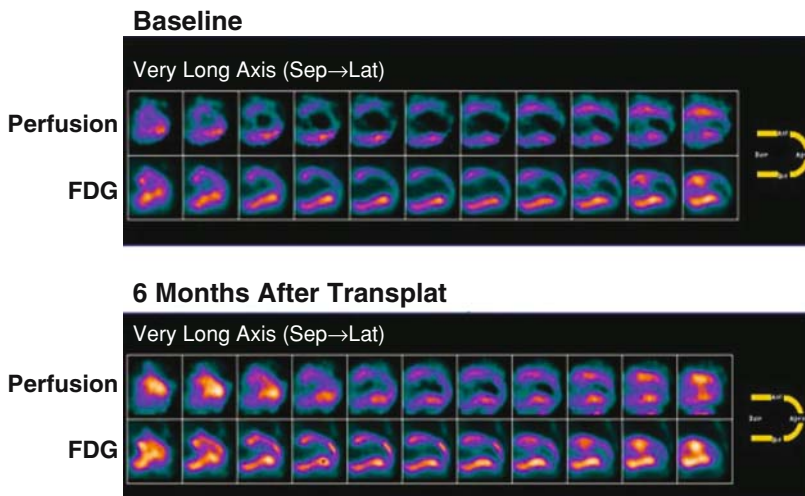 Baseline
Very Long Axis (Sep→Lat)
Perfusion
FDG
6 Months After Transplat
Very Long Axis (Sep→Lat)
Perfusion
FDG